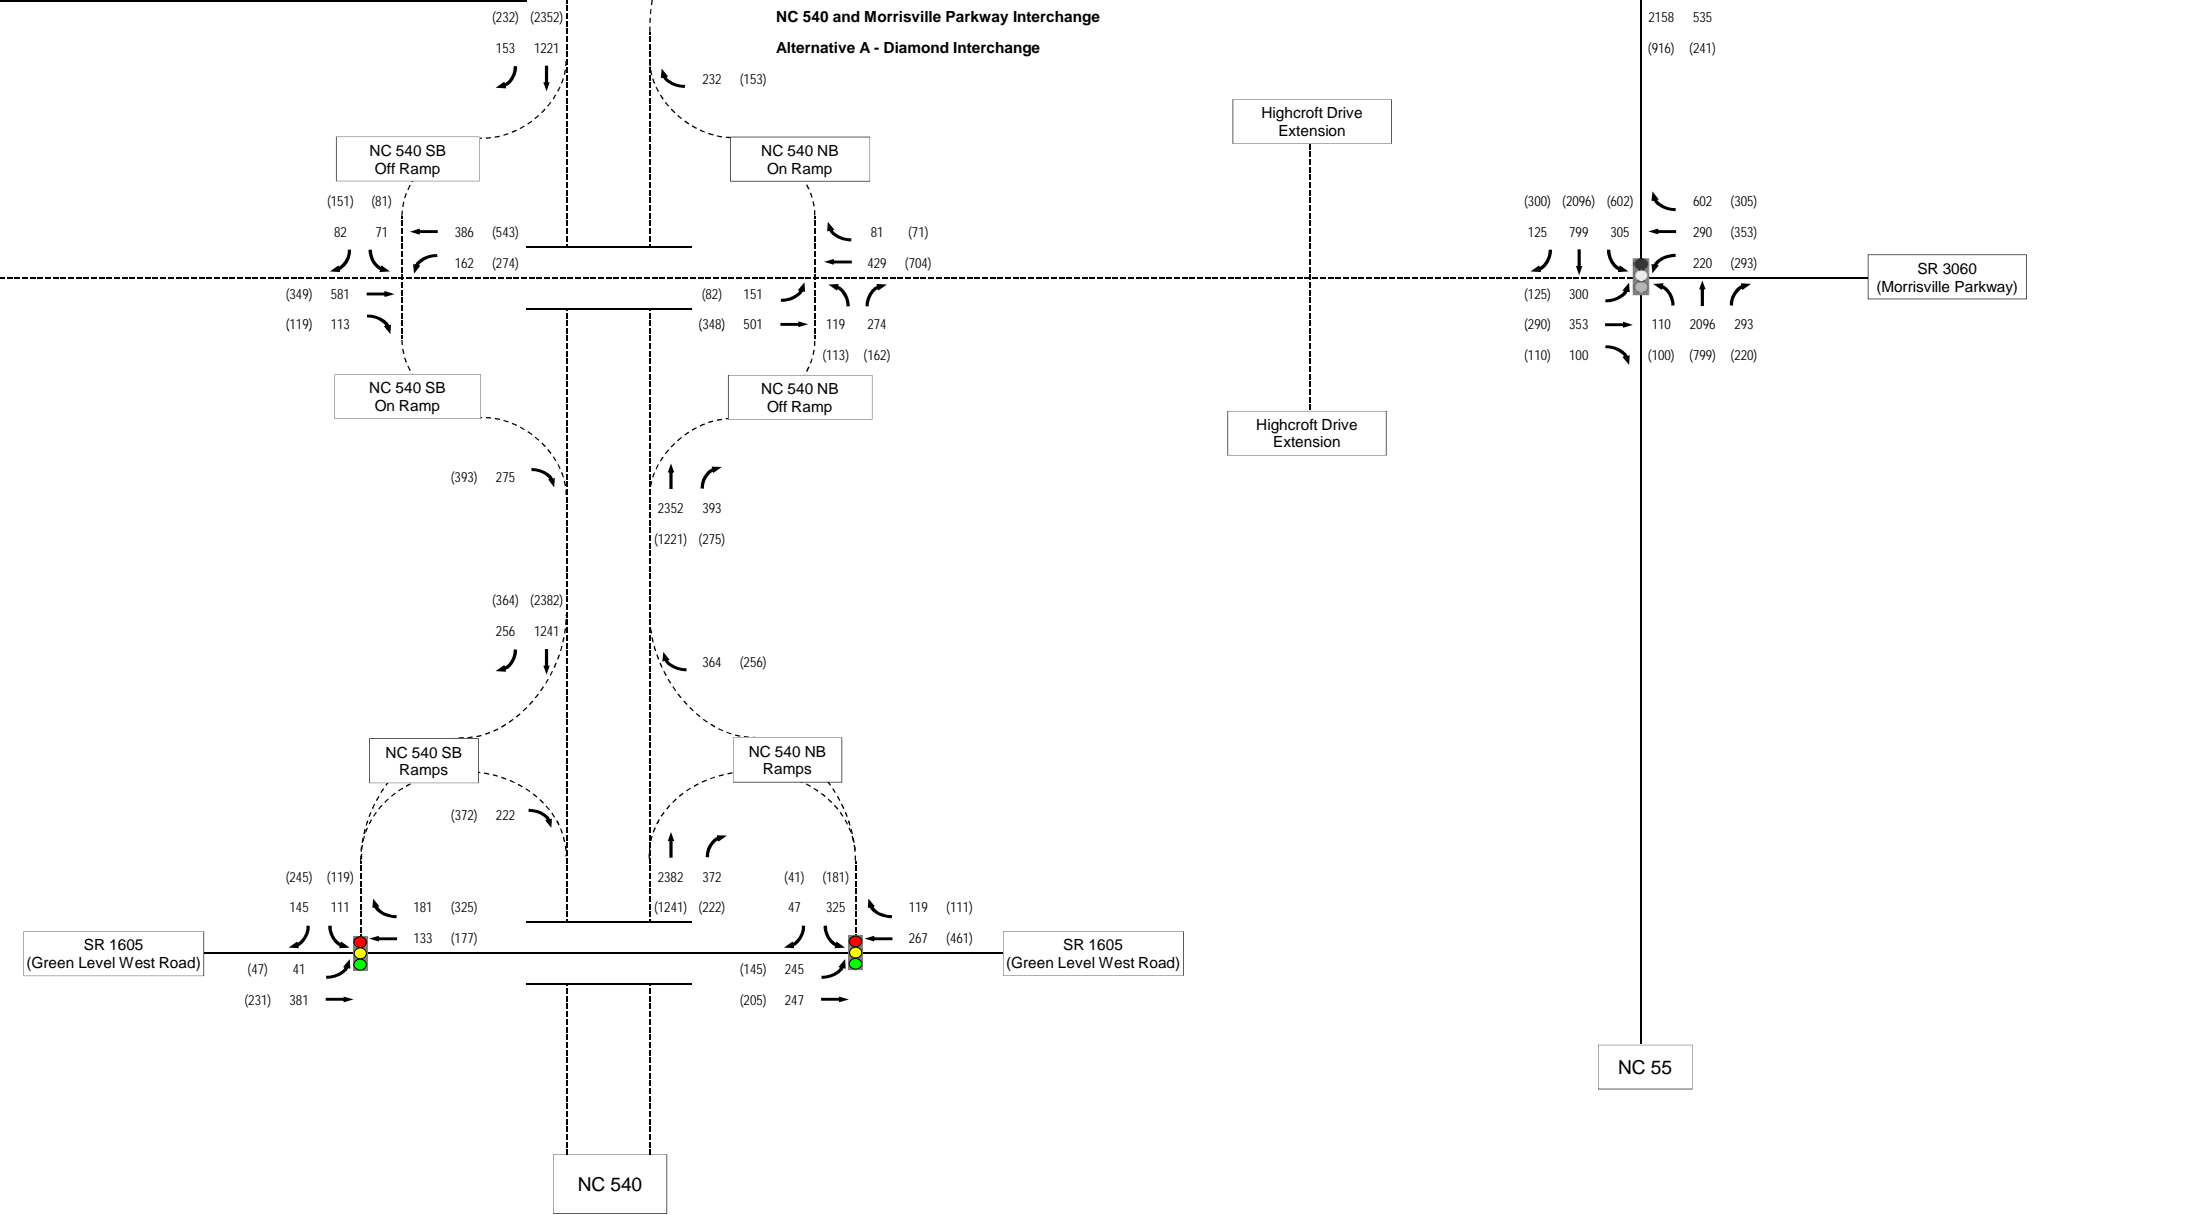 (232) (2352) NC 540 and Morrisville Parkway Interchange 2158 535
153 1221 Alternative A - Diamond Interchange (916) (241)
232 (153)
Highcroft Drive
Extension
NC 540 SB
Off Ramp
NC 540 NB
On Ramp
(151) (81) (300) (2096) (602) 602 (305)
82 71 386 (543) 81 (71) 125 799 305 290 (353)
162 (274) 429 (704) 220 (293)
SR 3060
(Morrisville Parkway)
(349) 581 (82) 151 (125) 300
(119) 113 (348) 501 119 274 (290) 353 110 2096 293
(113) (162) (110) 100 (100) (799) (220)
NC 540 SB
On Ramp
NC 540 NB
Off Ramp
Highcroft Drive
Extension
(393) 275
2352 393
(1221) (275)
(364) (2382)
256 1241
364 (256)
NC 540 SB
Ramps
NC 540 NB
Ramps
(372) 222
(245) (119) 2382 372 (41) (181)
145 111 181 (325) (1241) (222) 47 325 119 (111)
133 (177) 267 (461)
SR 1605
(Green Level West Road)
SR 1605
(Green Level West Road)
(47) 41 (145) 245
(231) 381 (205) 247
NC 55
NC 540